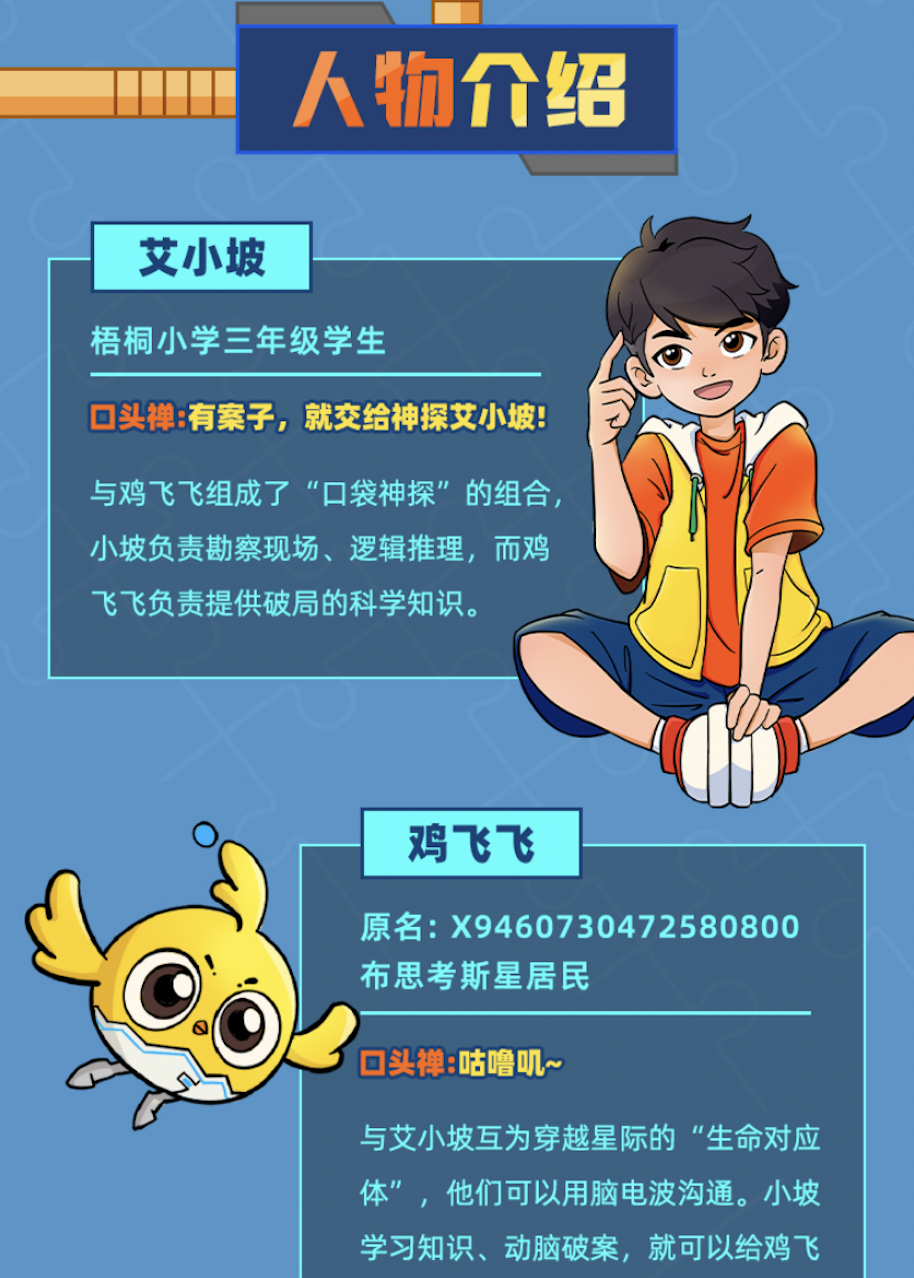 人物介绍
艾小坡
梧桐小学三年级学生
口头禅:有案子，就交给神探艾小坡!
与鸡飞飞组成了“口袋神探”的组合，
小坡负责勘察现场、逻辑推理，而鸡
飞飞负责提供破局的科学知识。
鸡飞飞
原名: X9460730472580800
布思考斯星居民
口头禅:咕噜叽~
与艾小坡互为穿越星际的“生命对应
体”，他们可以用脑电波沟通。小坡
学习知识、动脑破案，就可以给鸡飞